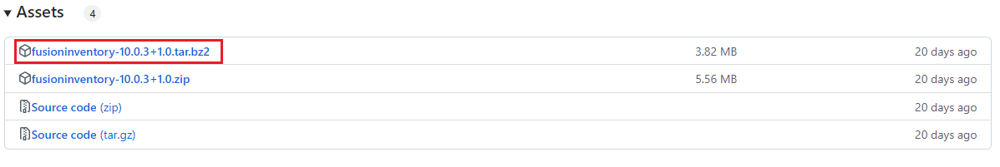 Assets 4
fusioninventory-10.0.3+1.0.tar.bz2 3.82 MB 20 days ago
fusioninventory-10.0.3+1.0.zip 5.56 MB 20 days ago
Source code (zip) 20 days ago
Source code (tar.gz) 20 days ago